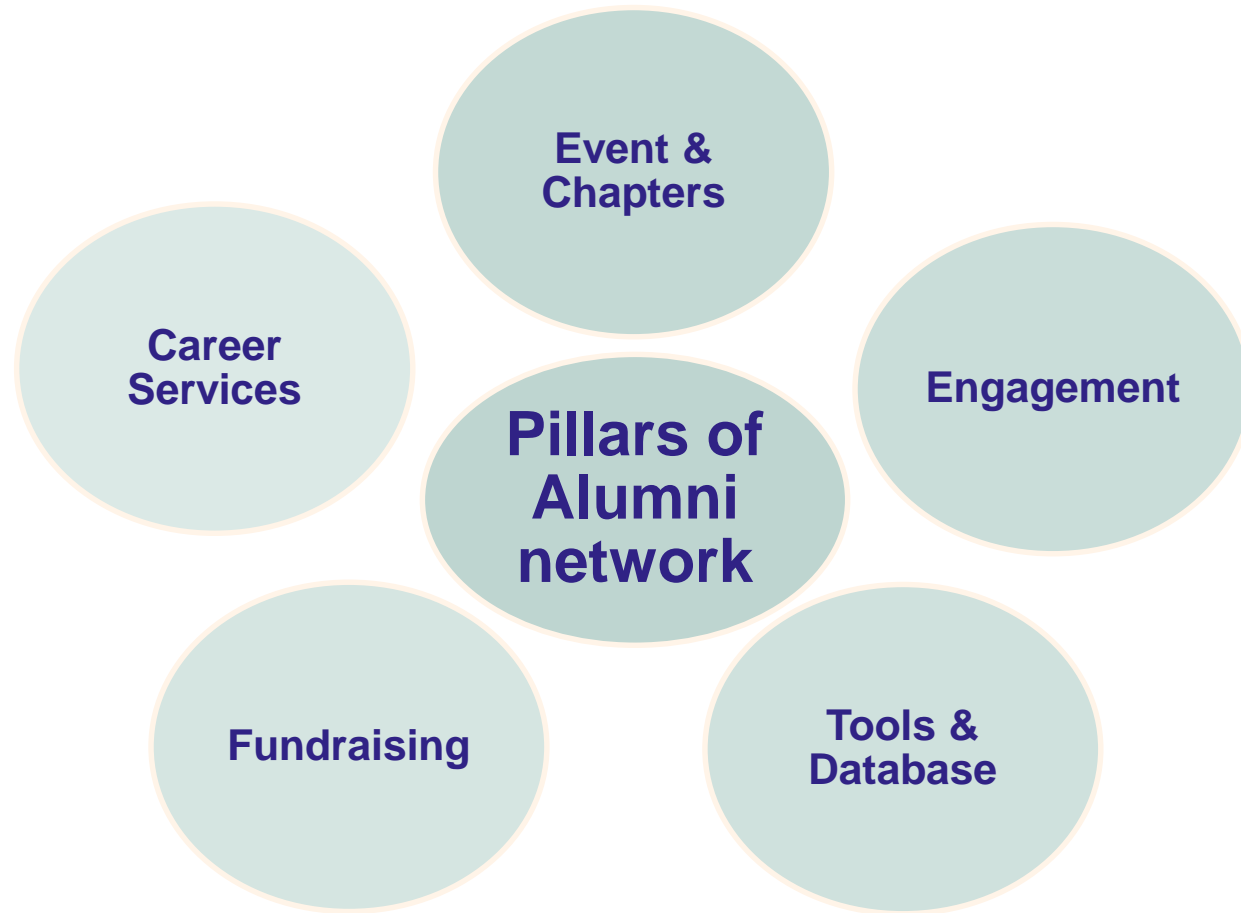 Event &
Chapters
Career
Services
Engagement
Pillars of
Alumni
network
Fundraising
Tools &
Database